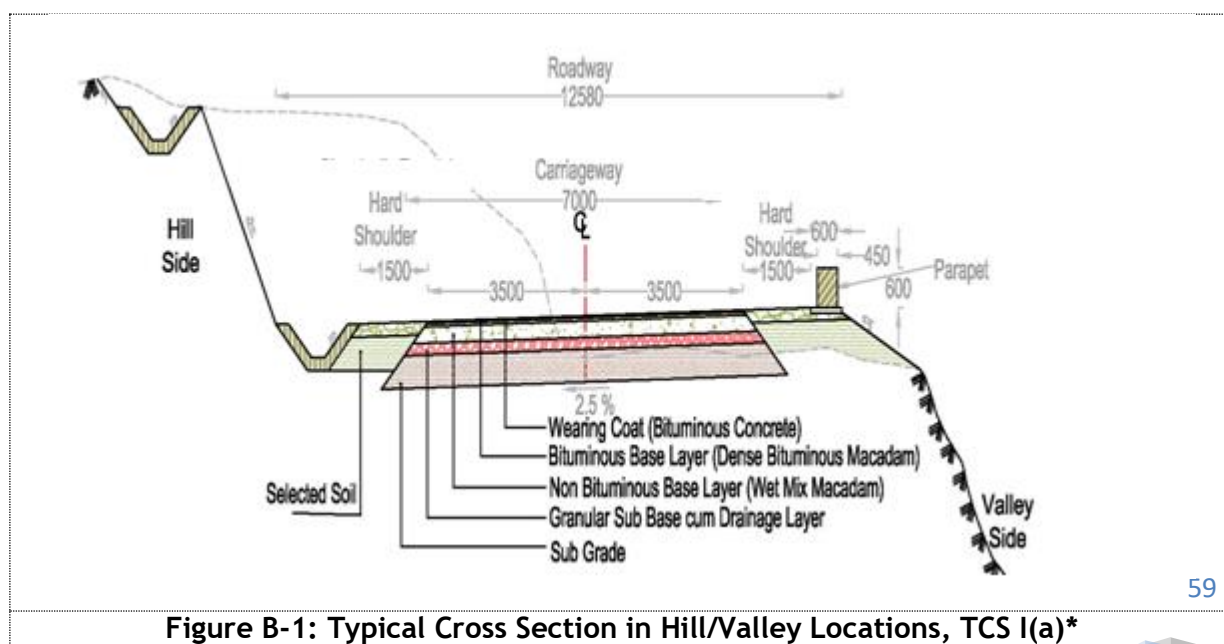 Roadway
12580
Carriageway
7000
Hard
Shoulder
1500
Hard
Shoulder
1500
600
450
600
Parapet
C
L
3500
3500
Hill
Side
2.5 %
Wearing Coat (Bituminous Concrete)
Bituminous Base Layer (Dense Bituminous Macadam)
Non Bituminous Base Layer (Wet Mix Macadam)
Granular Sub Base cum Drainage Layer
Sub Grade
Selected Soil
Valley
Side
59
Figure B-1: Typical Cross Section in Hill/Valley Locations, TCS I(a)*